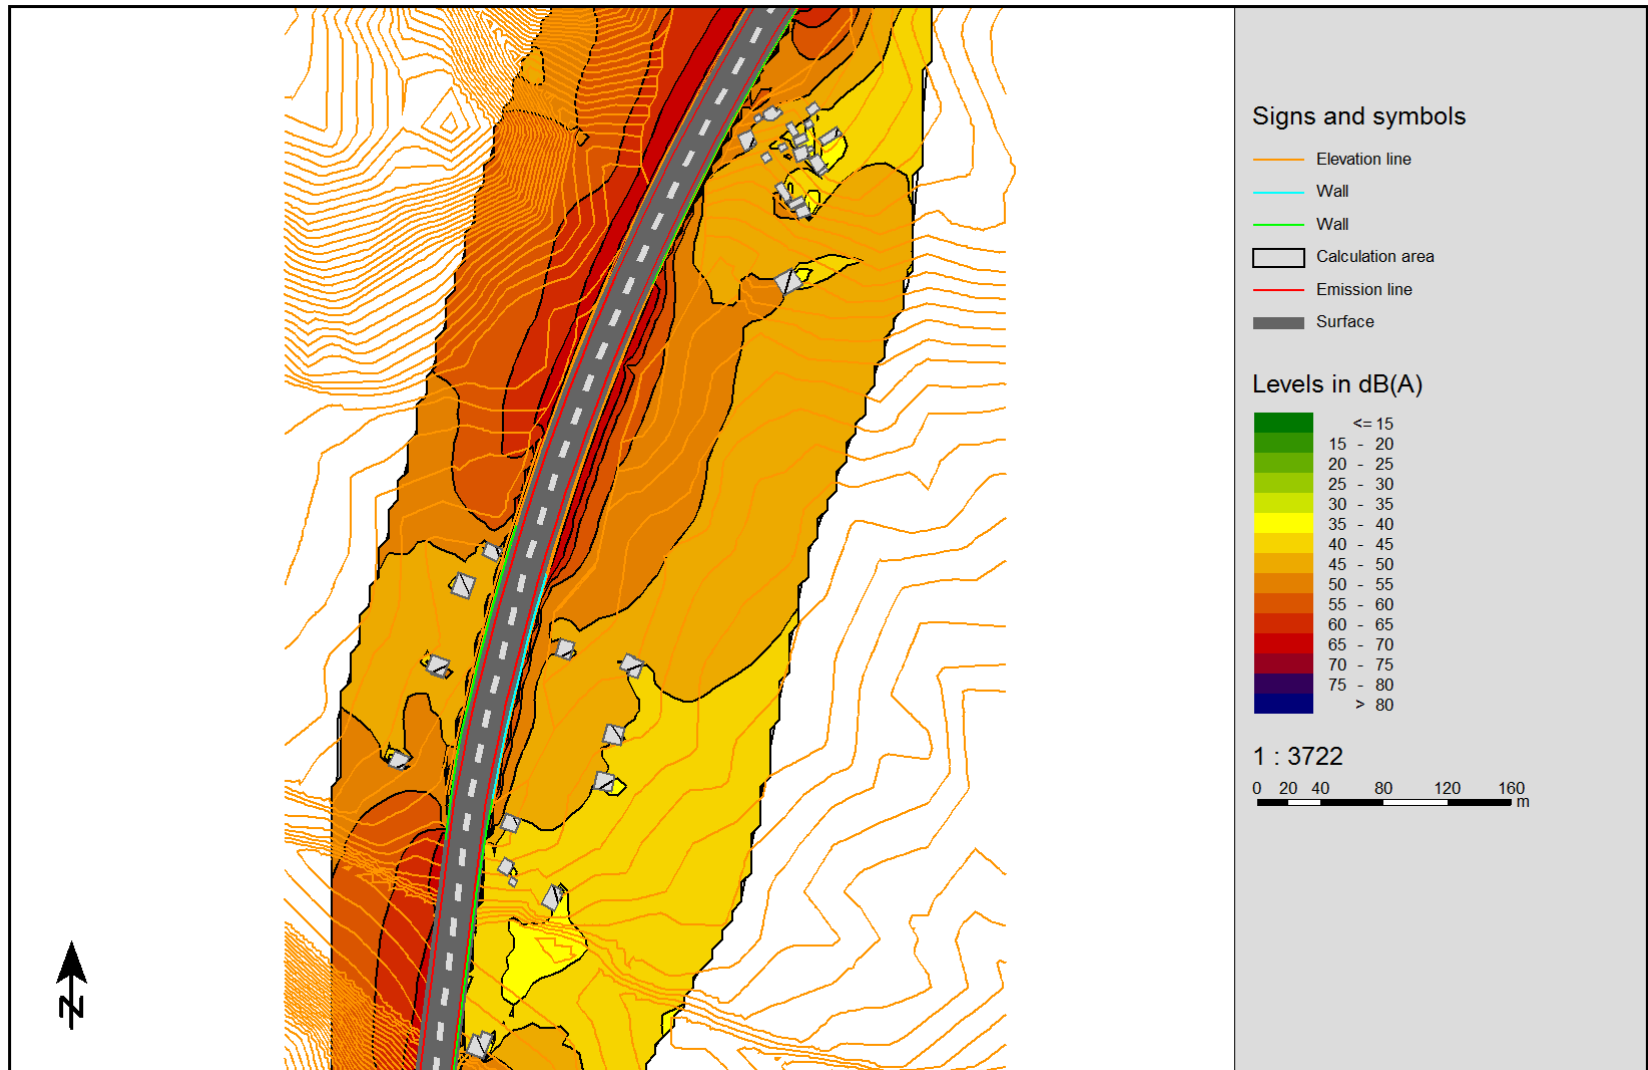 Signs and symbols
Elevation line
Wall
Wall
Calculation area
Emission line
Surface
Levels in dB(A)
<= 15
15 - 20
20 - 25
25 - 30
30 - 35
35 - 40
40 - 45
45 - 50
50 - 55
55 - 60
60 - 65
65 - 70
70 - 75
75 - 80
> 80
1 : 3722
0 20 40 80 120 160
m
N